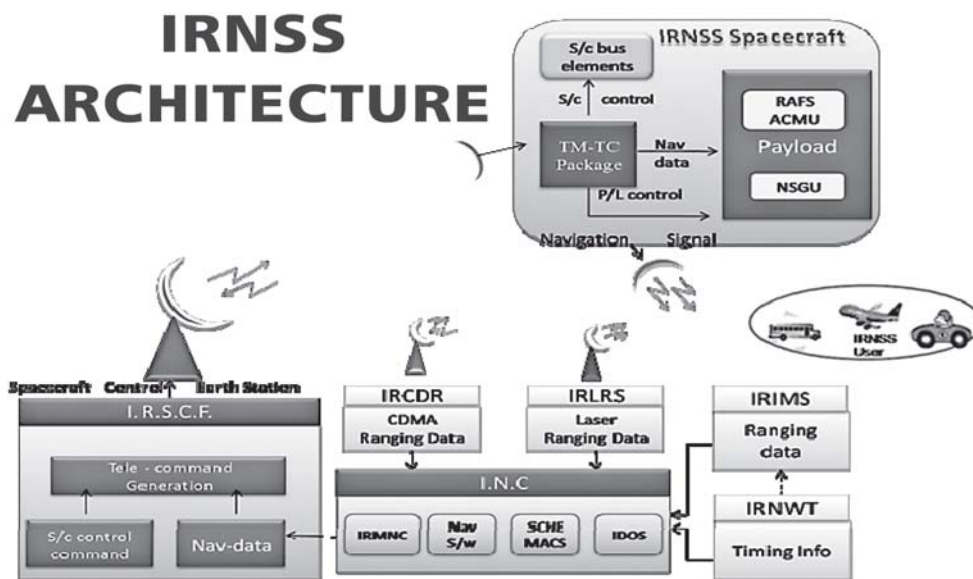 IRNSS
ARCHITECTURE
IRNSS Spacecraft
S/c bus
elements
S/c control
TM-TC
Package
Nav
data
P/L control
RAFS
ACMU
Payload
NSGU
Navigation Signal
IRNSS
User
Spacecraft Control Earth Station
I.R.S.C.F.
Tele - command
Generation
S/c control
command
Nav-data
IRCDR
CDMA
Ranging Data
IRLRS
Laser
Ranging Data
I.N.C
IRMNC
Nav
S/w
SCHE
MACS
IDOS
IRIMS
Ranging
data
IRNWT
Timing Info